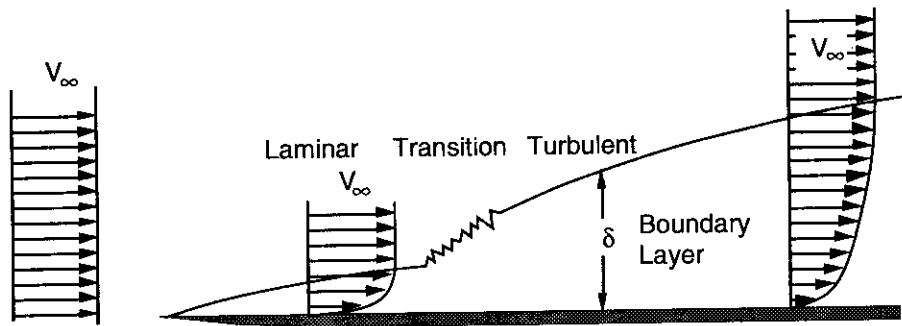 V∞
V∞
Laminar Transition Turbulent
V∞
δ Boundary
Layer